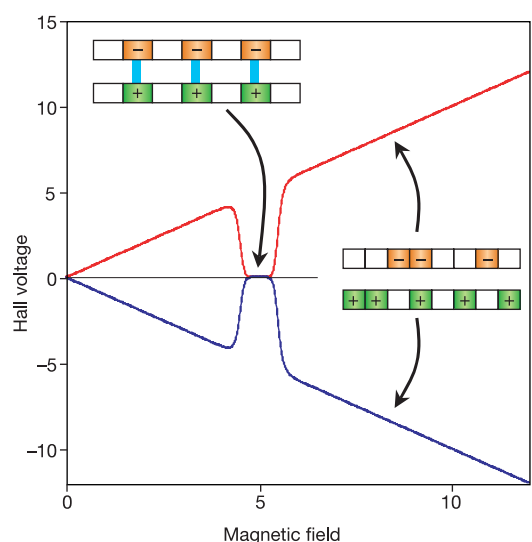 15
10
5
0
−5
−10
Hall voltage
− − −
+ + +
− − −
+ + + + +
0 5 10
Magnetic field